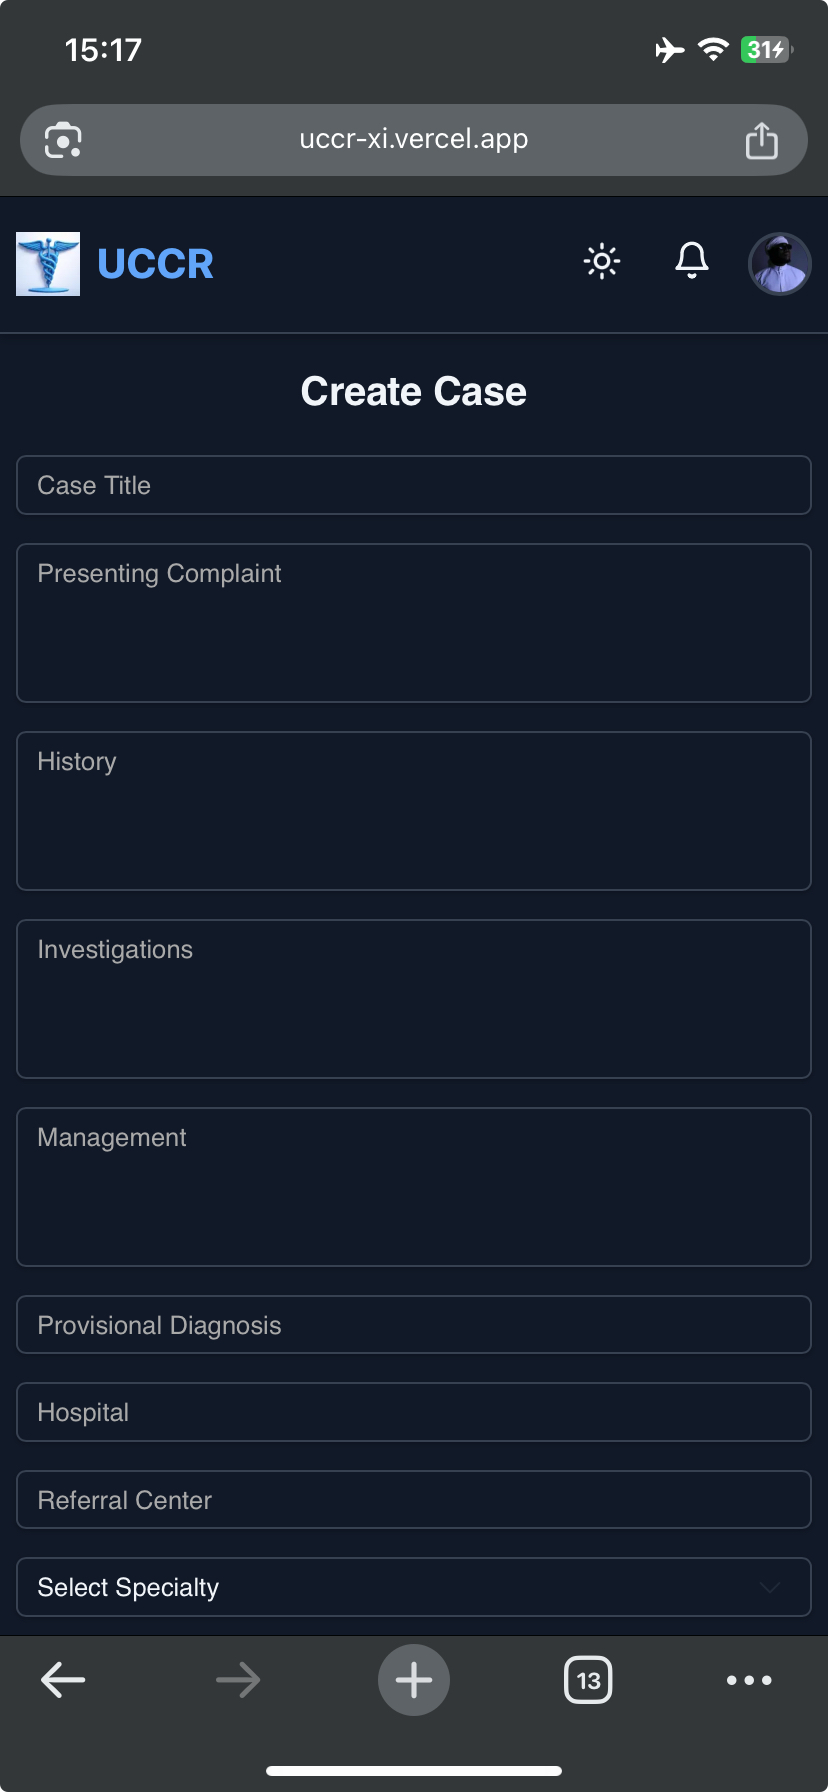 15:17
31
uccr-xi.vercel.app
UCCR
Create Case
Case Title
Presenting Complaint
History
Investigations
Management
Provisional Diagnosis
Hospital
Referral Center
Select Specialty
13